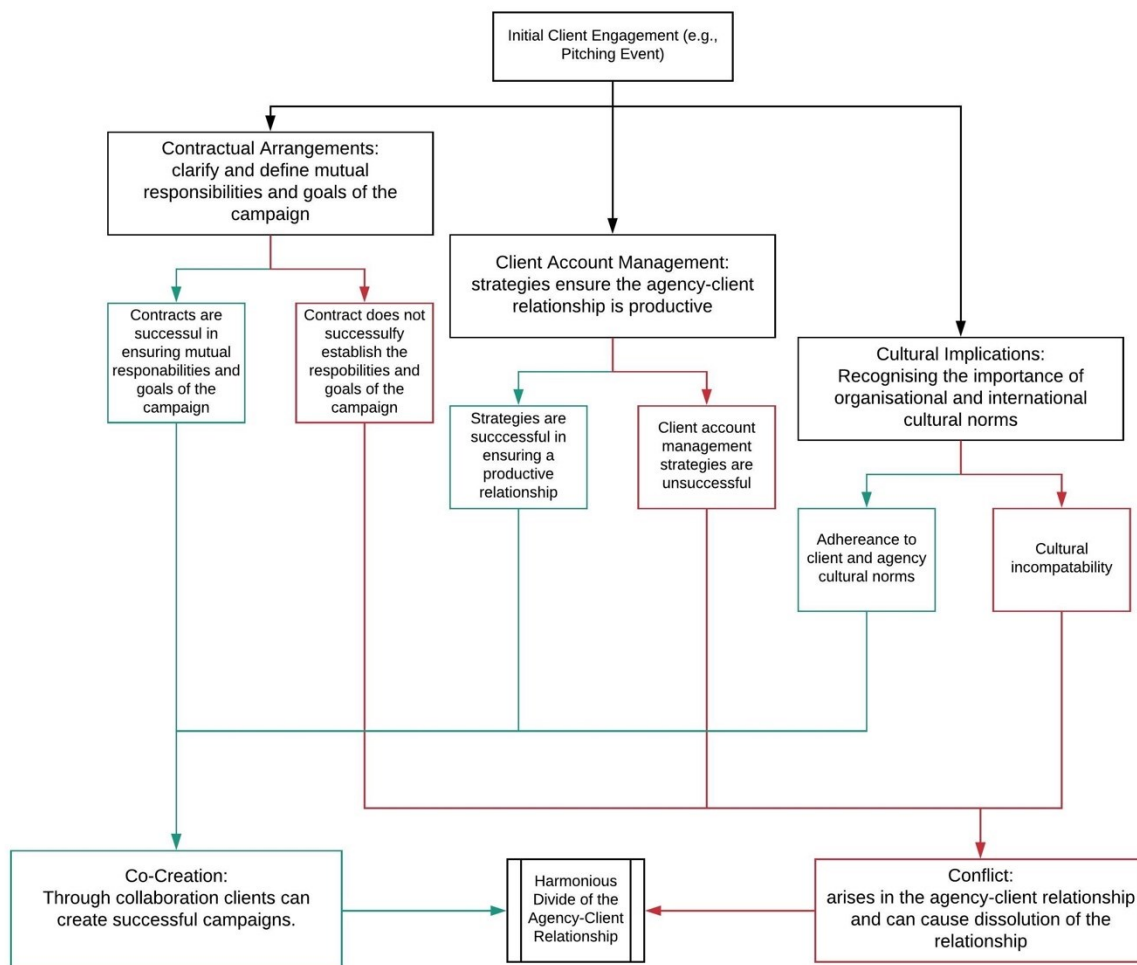 Initial Client Engagement (e.g.,
Pitching Event)
Contractual Arrangements:
clarify and define mutual
responsibilities and goals of the
campaign
Client Account Management:
strategies ensure the agency-client
relationship is productive
Cultural Implications:
Recognising the importance of
organisational and international
cultural norms
Contracts are
successul in
ensuring mutual
responabilities and
goals of the
campaign
Contract does not
successulfy
establish the
respobilities and
goals of the
campaign
Strategies are
succcessful in
ensuring a
productive
relationship
Client account
management
strategies are
unsuccessful
Adhereance to
client and agency
cultural norms
Cultural
incompatability
Co-Creation:
Through collaboration clients can
create successful campaigns.
Harmonious
Divide of the
Agency-Client
Relationship
Conflict:
arises in the agency-client relationship
and can cause dissolution of the
relationship